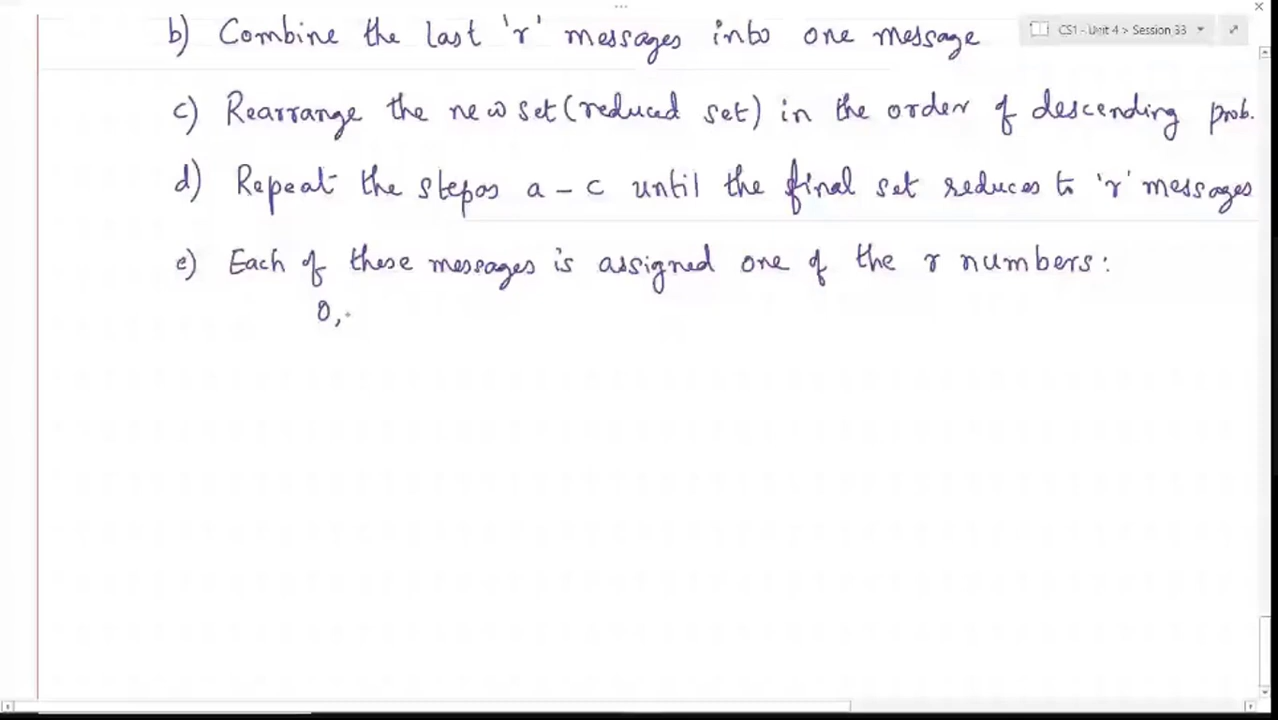 b) Combine the last 'r' messages into one message
CS1 - Unit 4 > Session 33
c) Rearrange the new set (reduced set) in the order of descending prob.
d) Repeat the stepos a - c until the final set reduces to 'r' messages
e) Each of these messages is assigned one of the r numbers:
0,